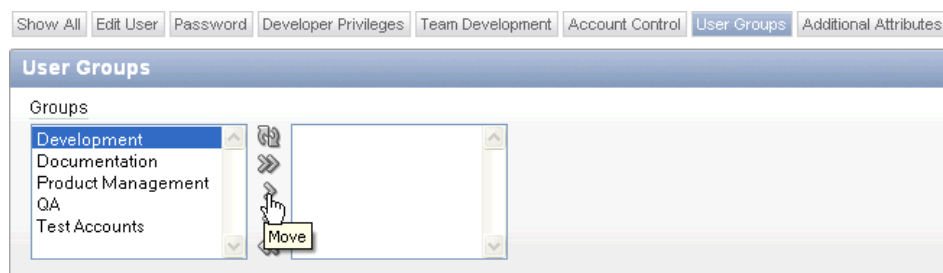 Show All Edit User Password Developer Privileges Team Development Account Control User Groups Additional Attributes
User Groups
Groups
Development
Documentation
Product Management
QA
Test Accounts
Move